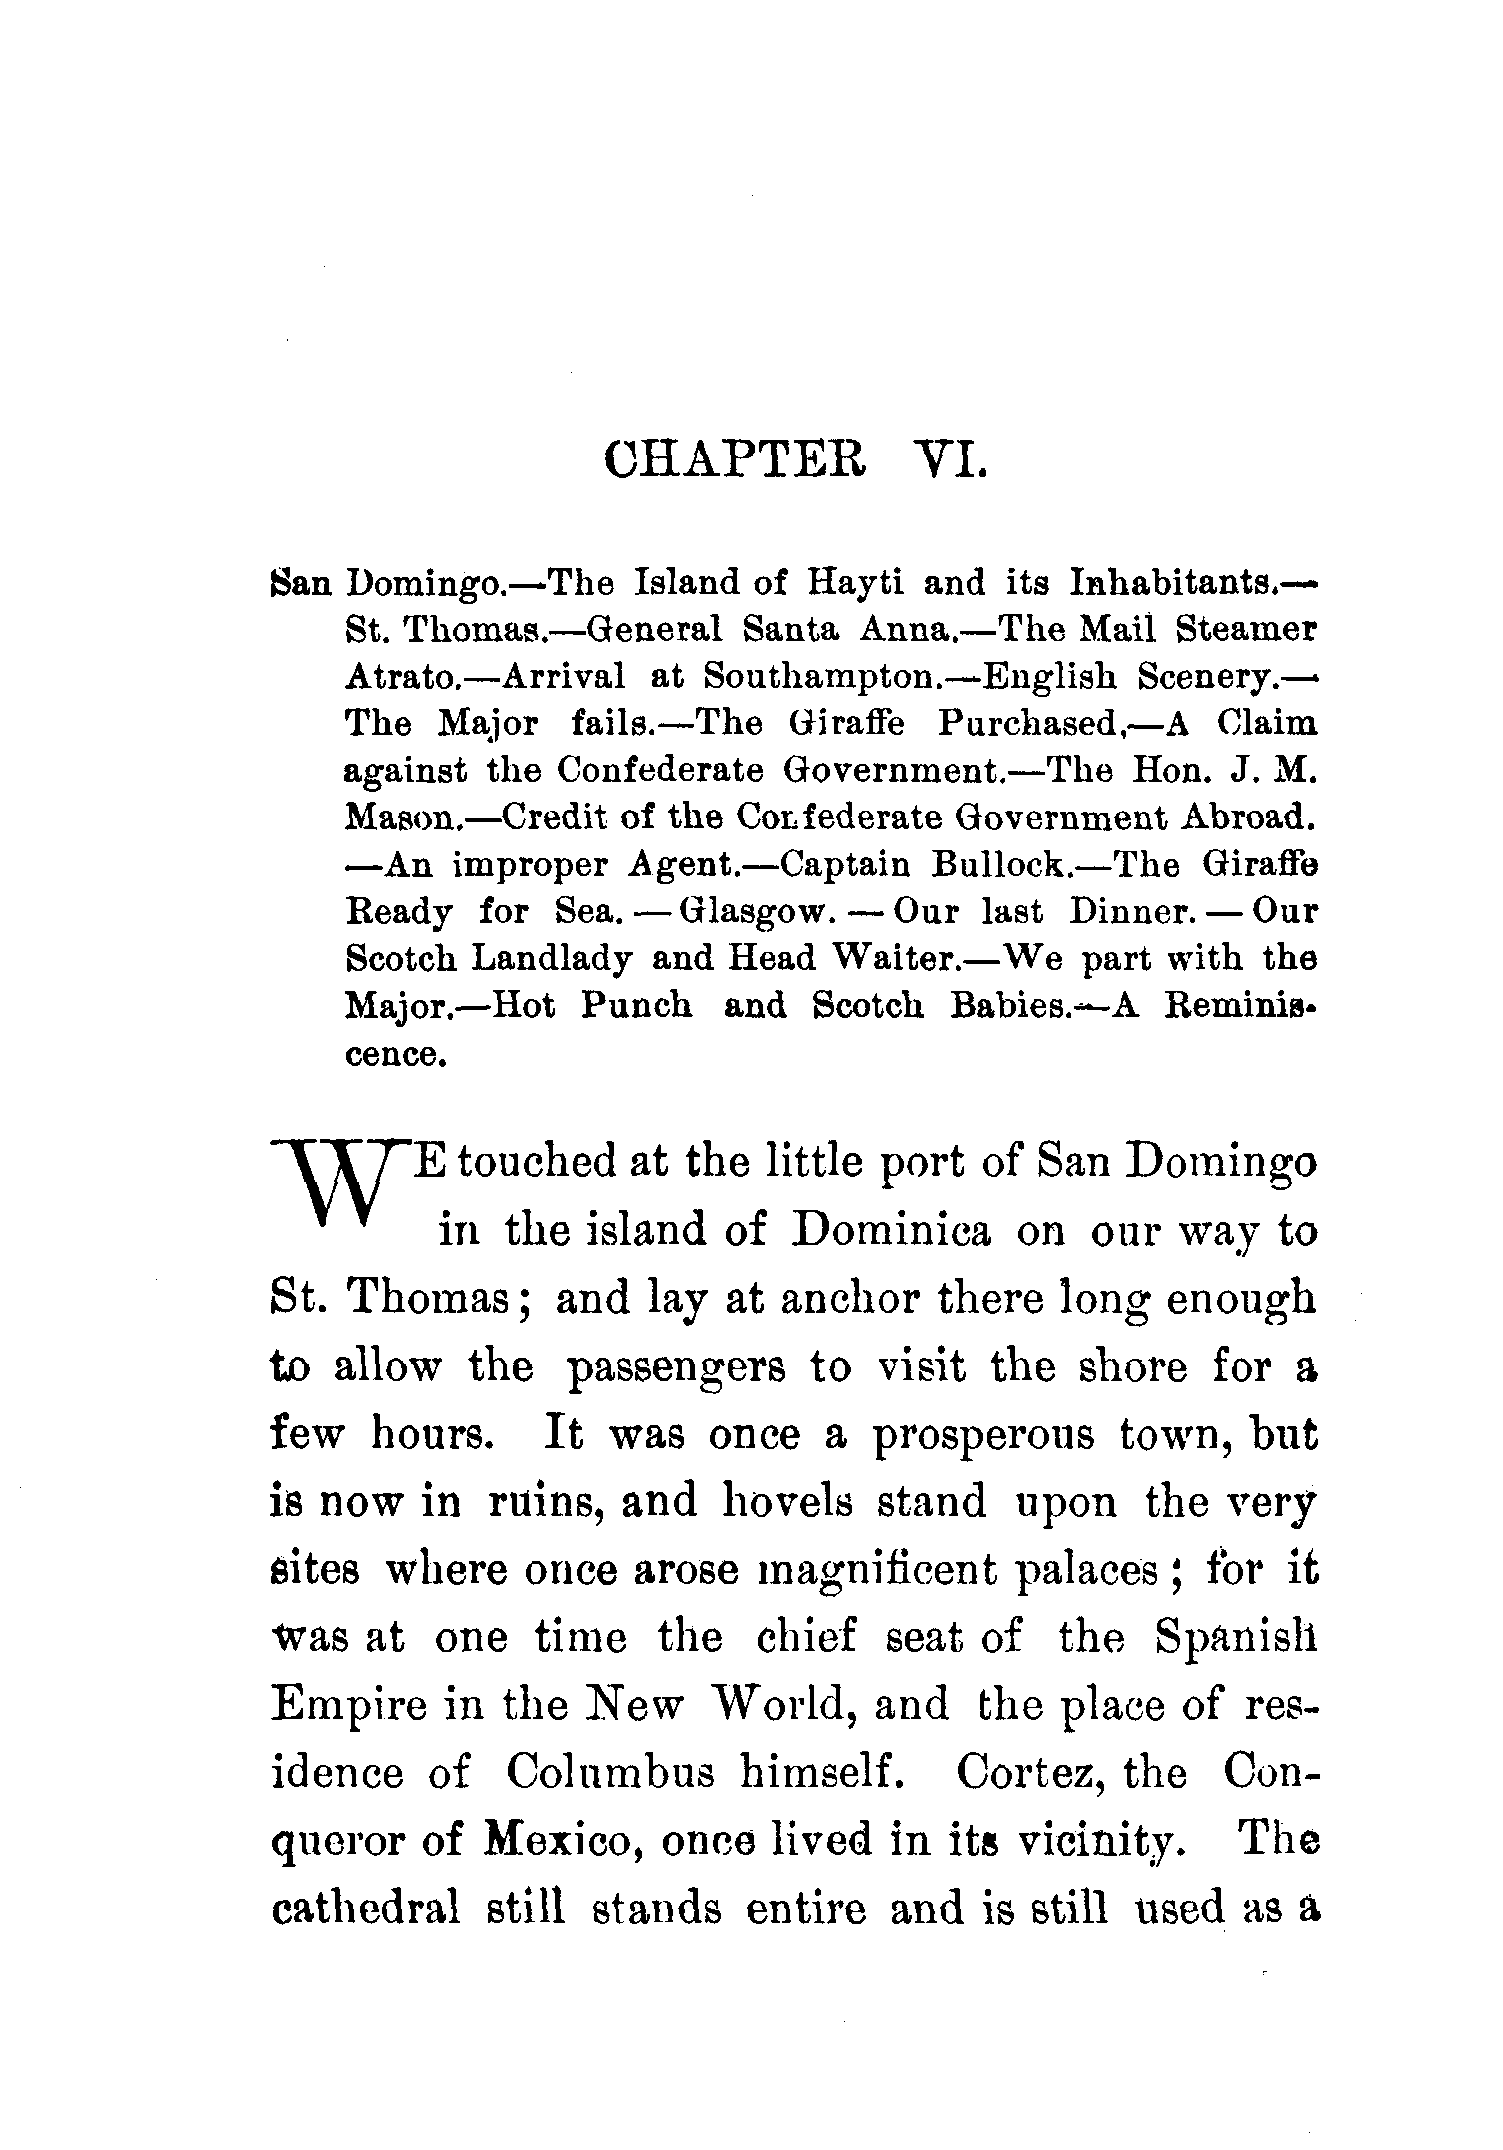 CHAPTER VI.
San Domingo.—The Island of Hayti and its Inhabitants.—
St. Thomas.—General Santa Anna.—The Mail Steamer
Atrato.—Arrival at Southampton.—English Scenery.—
The Major fails.—The Giraffe Purchased.—A Claim
against the Confederate Government.—The Hon. J. M.
Mason.—Credit of the Confederate Government Abroad.
—An improper Agent.—Captain Bullock.—The Giraffe
Ready for Sea. — Glasgow. — Our last Dinner. — Our
Scotch Landlady and Head Waiter.—We part with the
Major.—Hot Punch and Scotch Babies.—A Reminis-
cence.
WE touched at the little port of San Domingo
in the island of Dominica on our way to
St. Thomas; and lay at anchor there long enough
to allow the passengers to visit the shore for a
few hours. It was once a prosperous town, but
is now in ruins, and hovels stand upon the very
sites where once arose magnificent palaces; for it
was at one time the chief seat of the Spanish
Empire in the New World, and the place of res-
idence of Columbus himself. Cortez, the Con-
queror of Mexico, once lived in its vicinity. The
cathedral still stands entire and is still used as a